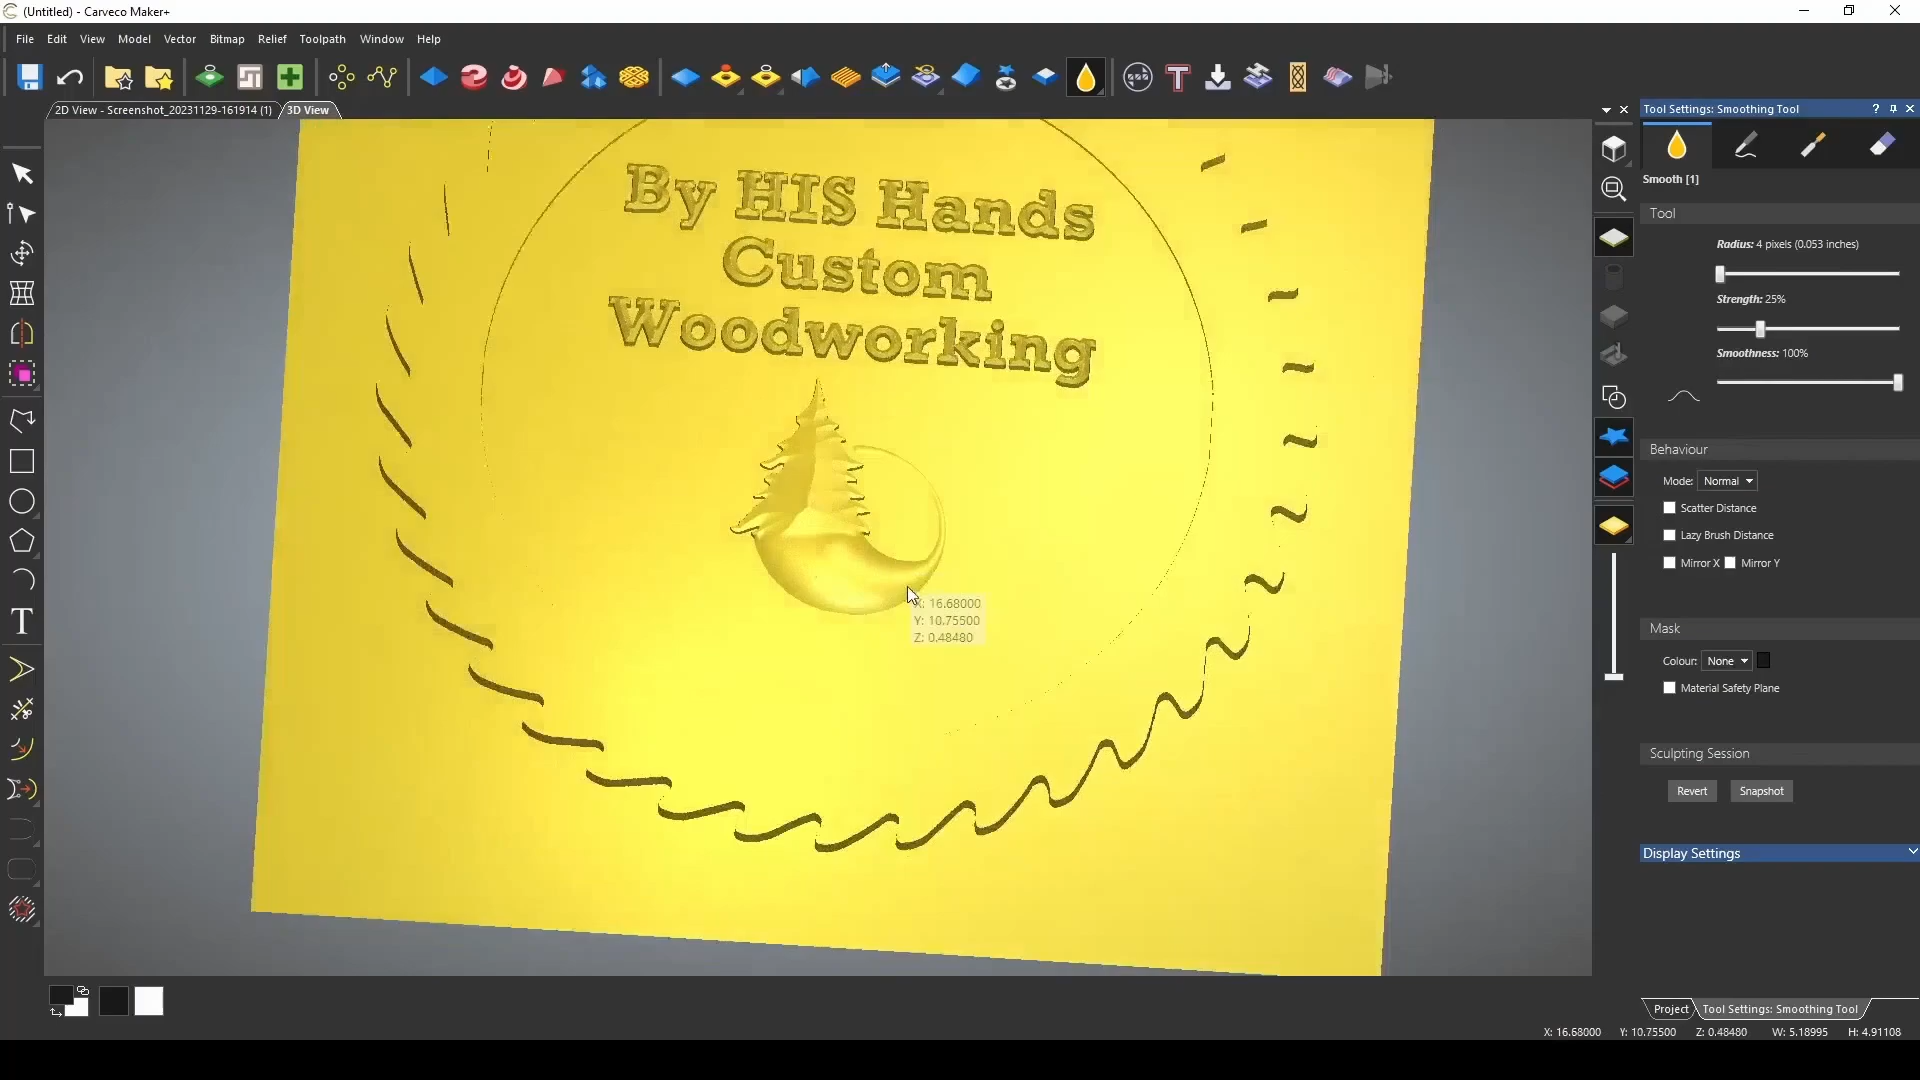 (Untitled) - Carveco Maker+
File Edit View Model Vector Bitmap Relief Toolpath Window Help
2D View - Screenshot_20231129-161914 (1) 3D View
Tool Settings: Smoothing Tool
Smooth [1]
Tool
Radius: 4 pixels (0.053 inches)
Strength: 25%
Smoothness: 100%
Behaviour
Mode: Normal
Scatter Distance
Lazy Brush Distance
Mirror X Mirror Y
Mask
Colour: None
Material Safety Plane
Sculpting Session
Revert Snapshot
Display Settings
By HIS Hands
Custom
Woodworking
X: 16.68000
Y: 10.75500
Z: 0.48480
Project Tool Settings: Smoothing Tool
X: 16.68000 Y: 10.75500 Z: 0.48480 W: 5.18995 H: 4.91108